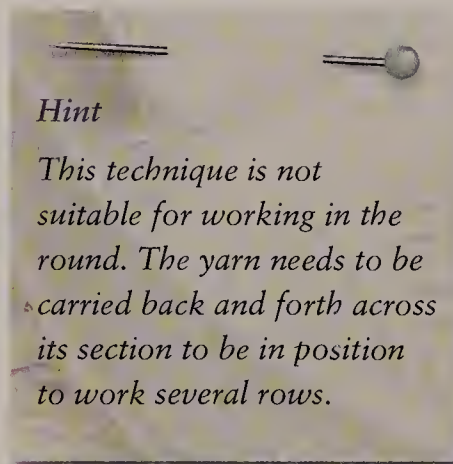 Hint
This technique is not
suitable for working in the
round. The yarn needs to be
carried back and forth across
its section to be in position
to work several rows.